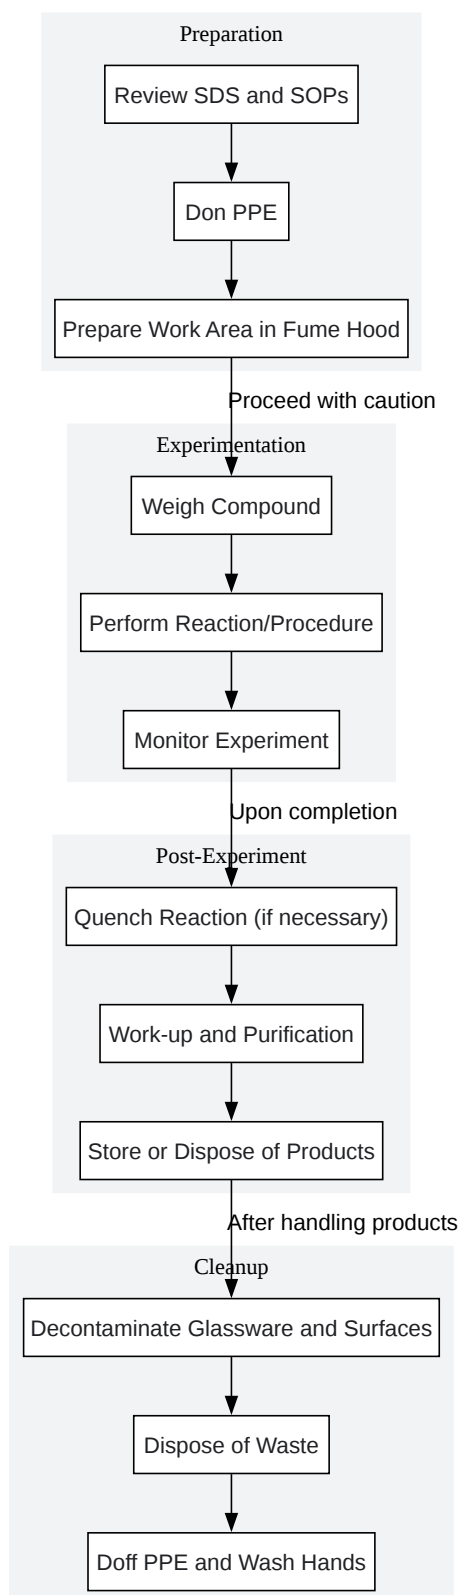 Preparation
Review SDS and SOPs
Don PPE
Prepare Work Area in Fume Hood
Proceed with caution
Experimentation
Weigh Compound
Perform Reaction/Procedure
Monitor Experiment
Upon completion
Post-Experiment
Quench Reaction (if necessary)
Work-up and Purification
Store or Dispose of Products
After handling products
Cleanup
Decontaminate Glassware and Surfaces
Dispose of Waste
Doff PPE and Wash Hands